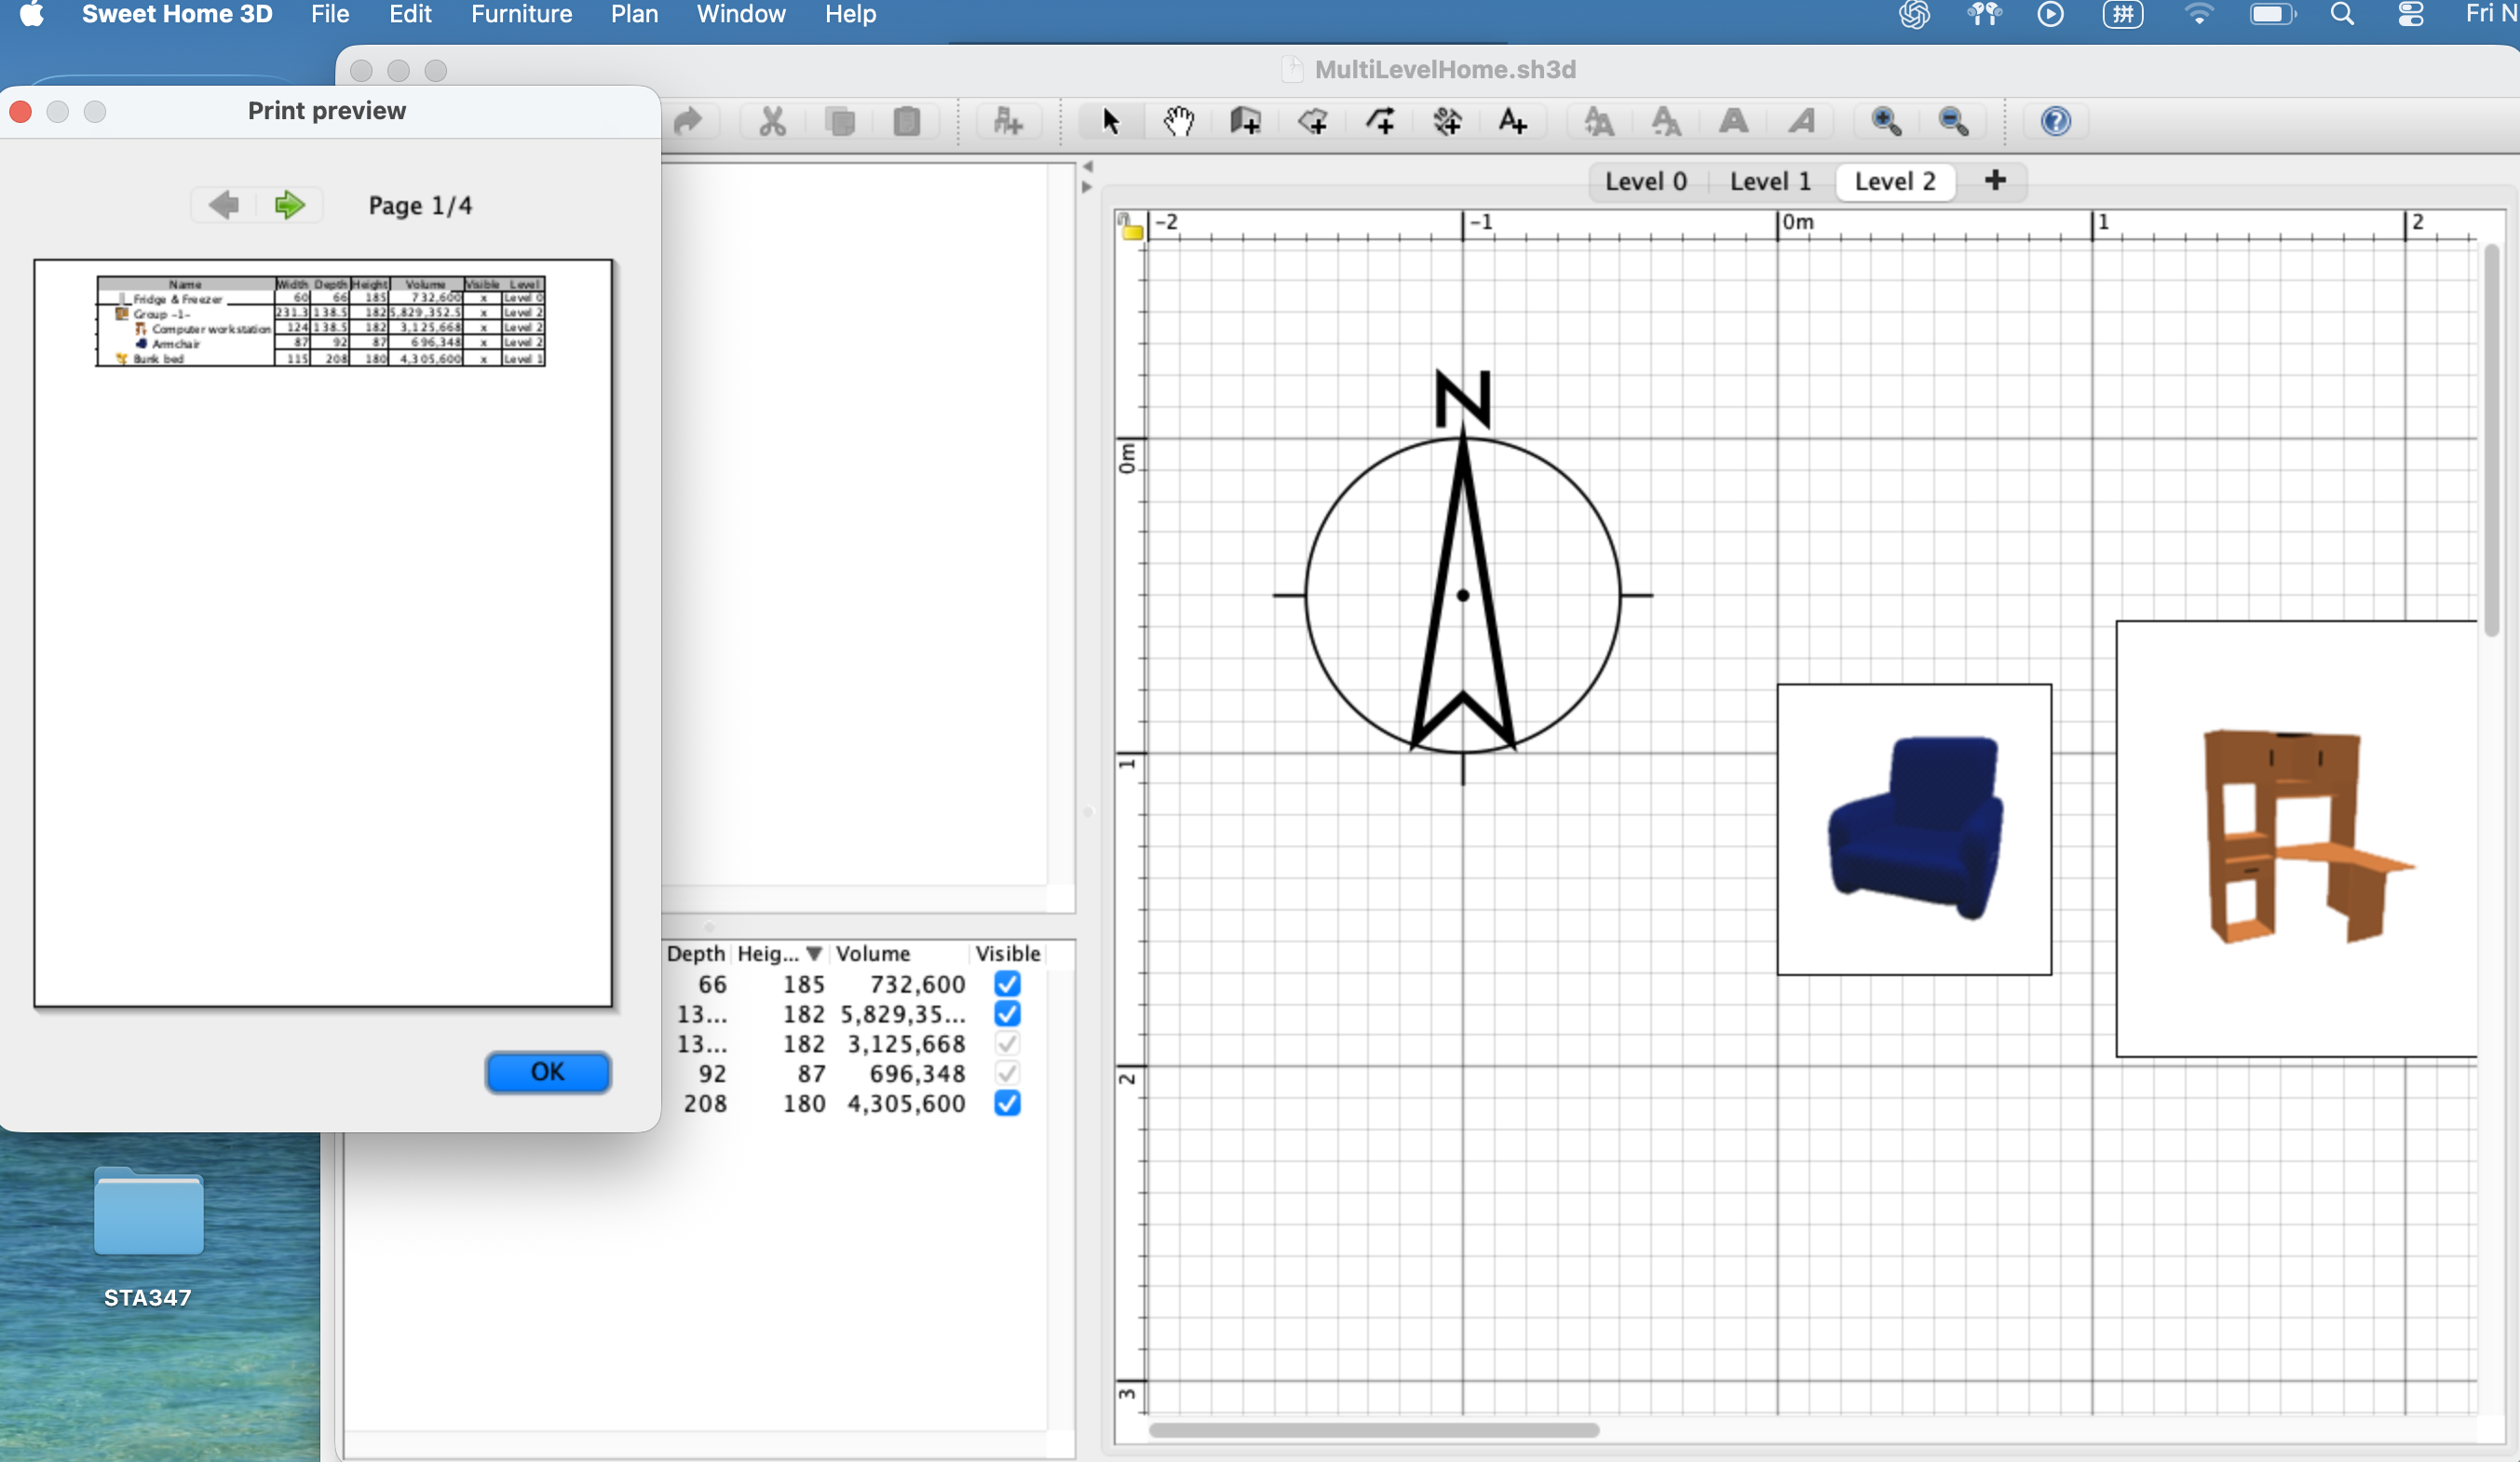 Sweet Home 3D File Edit Furniture Plan Window Help 拼 Fri N
MultiLevelHome.sh3d
Print preview
Page 1/4
Name Width Depth Height Volume Visible Level
Fridge & Freezer 60 66 185 732,600 x Level 0
Group -1- 231.3 138.5 182 5,829,352.5 x Level 2
Computer workstation 124 138.5 182 3,125,668 x Level 2
Armchair 87 92 87 696,348 x Level 2
Bunk bed 115 208 180 4,305,600 x Level 1
OK
Level 0 Level 1 Level 2 +
-2 -1 0m 1 2
N
0m
1
2
3
Depth Heig... Volume Visible
66 185 732,600
13... 182 5,829,35...
13... 182 3,125,668
92 87 696,348
208 180 4,305,600
STA347